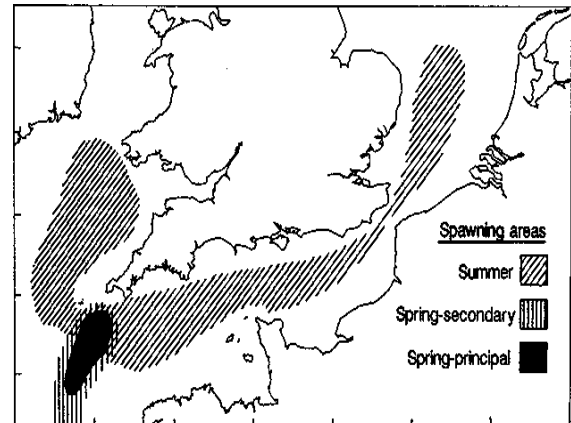 Spawning areas
Summer
Spring-secondary
Spring-principal